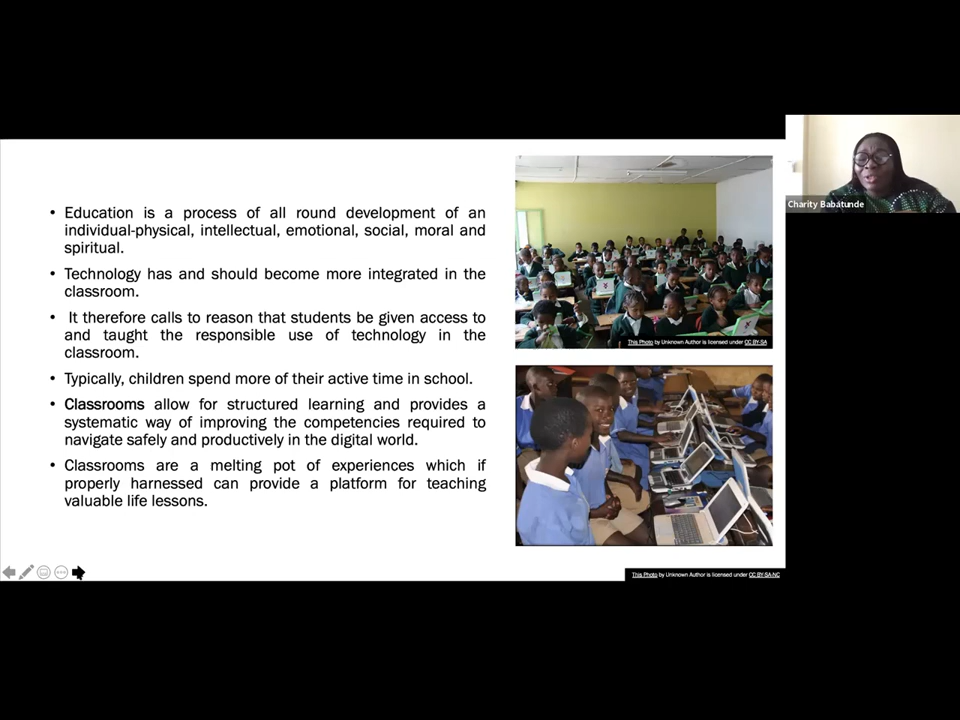 • Education is a process of all round development of an
individual-physical, intellectual, emotional, social, moral and
spiritual.
• Technology has and should become more integrated in the
classroom.
• It therefore calls to reason that students be given access to
and taught the responsible use of technology in the
classroom.
• Typically, children spend more of their active time in school.
• Classrooms allow for structured learning and provides a
systematic way of improving the competencies required to
navigate safely and productively in the digital world.
• Classrooms are a melting pot of experiences which if
properly harnessed can provide a platform for teaching
valuable life lessons.
This Photo by Unknown Author is licensed under CC BY-SA
This Photo by Unknown Author is licensed under CC BY-SA-NC
Charity Babatunde